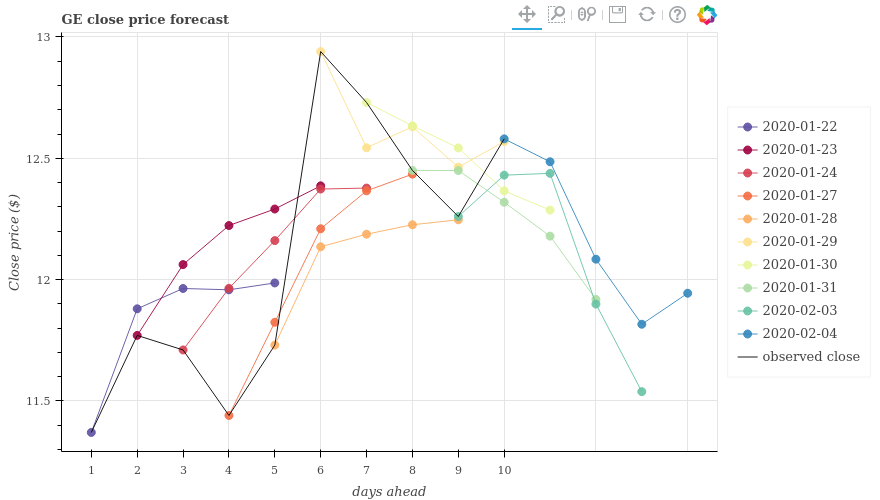 GE close price forecast
13
12.5
12
11.5
Close price ($)
1 2 3 4 5 6 7 8 9 10
days ahead
2020-01-22
2020-01-23
2020-01-24
2020-01-27
2020-01-28
2020-01-29
2020-01-30
2020-01-31
2020-02-03
2020-02-04
observed close